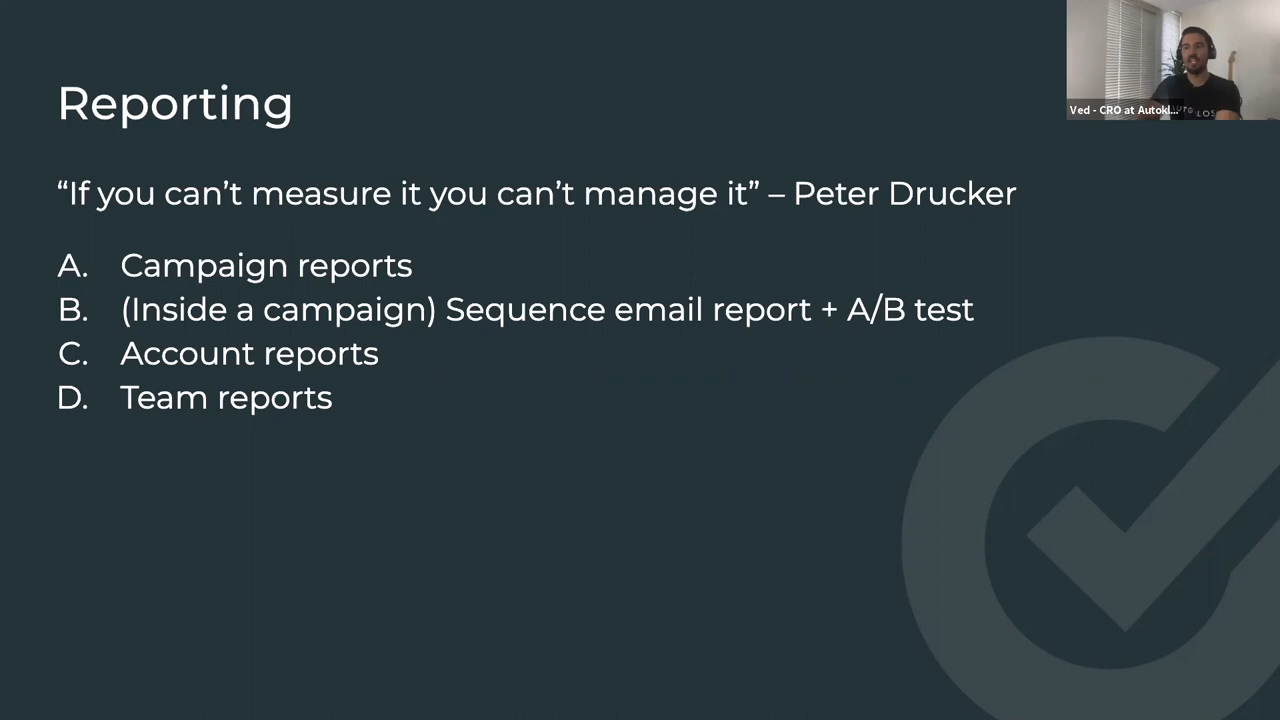 Reporting
“If you can’t measure it you can’t manage it” – Peter Drucker
A. Campaign reports
B. (Inside a campaign) Sequence email report + A/B test
C. Account reports
D. Team reports
Ved - CRO at Autokl...